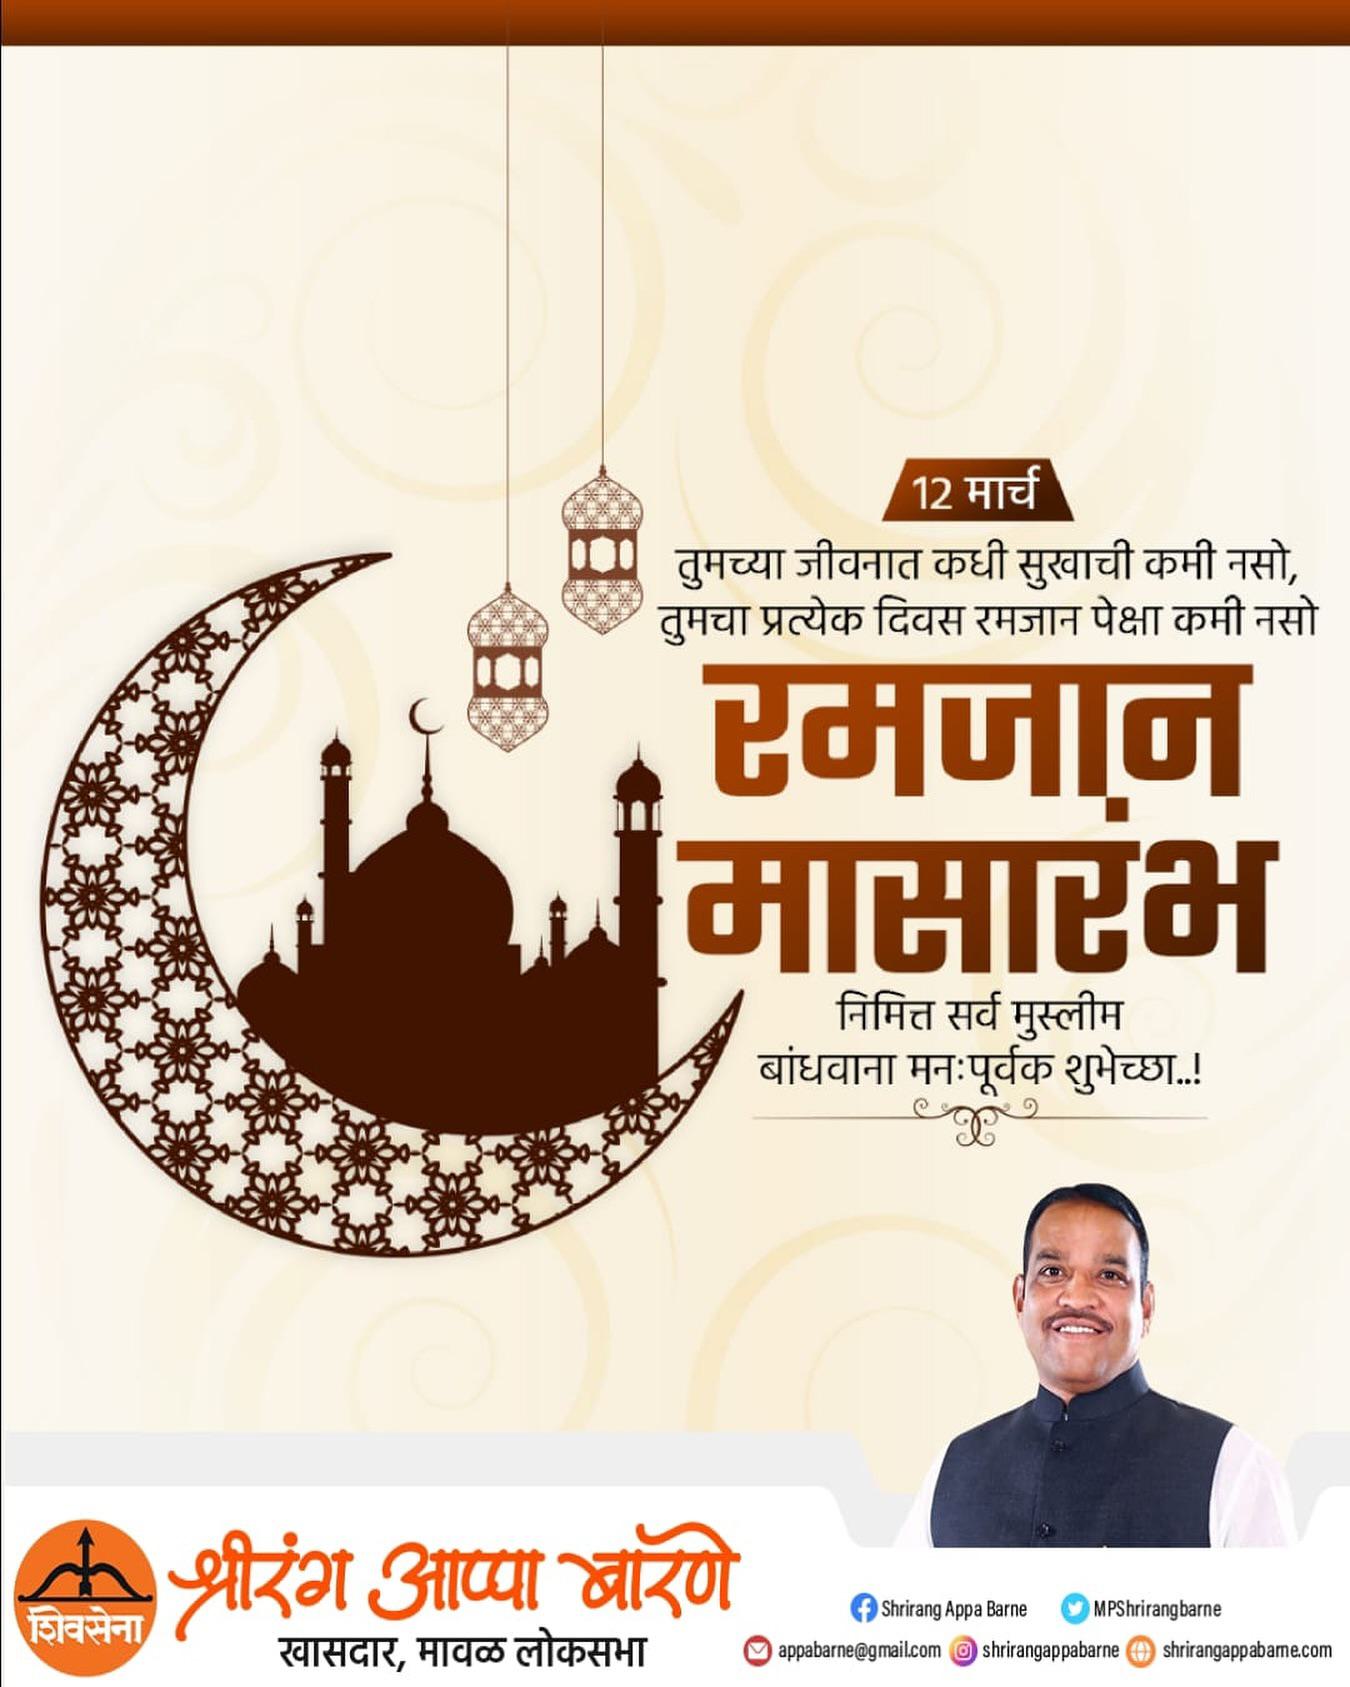 12 मार्च
तुमच्या जीवनात कधी सुखाची कमी नसो,
तुमचा प्रत्येक दिवस रमजान पेक्षा कमी नसो
रमजान
मासारंभ
निमित्त सर्व मुस्लीम
बांधवाना मनःपूर्वक शुभेच्छा..!
शिवसेना
श्रीरंग आप्पा बारणे
खासदार, मावळ लोकसभा
Shrirang Appa Barne MPShrirangbarne
appabarne@gmail.com shrirangappabarne shrirangappabarne.com